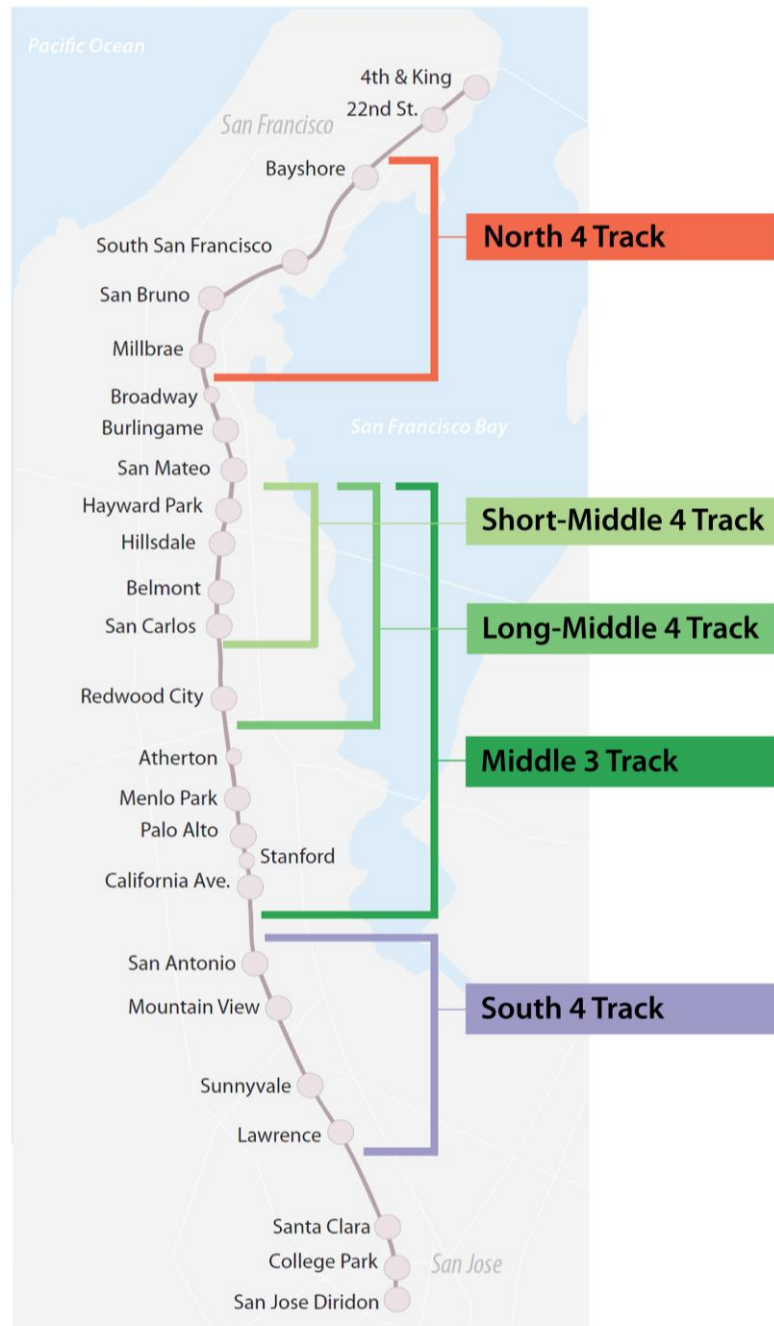 Pacific Ocean
4th & King
22nd St.
San Francisco
Bayshore
North 4 Track
South San Francisco
San Bruno
Millbrae
Broadway
Burlingame
San Francisco Bay
San Mateo
Hayward Park
Short-Middle 4 Track
Hillsdale
Belmont
San Carlos
Long-Middle 4 Track
Redwood City
Atherton
Middle 3 Track
Menlo Park
Palo Alto
Stanford
California Ave.
San Antonio
Mountain View
South 4 Track
Sunnyvale
Lawrence
Santa Clara
College Park
San Jose
San Jose Diridon